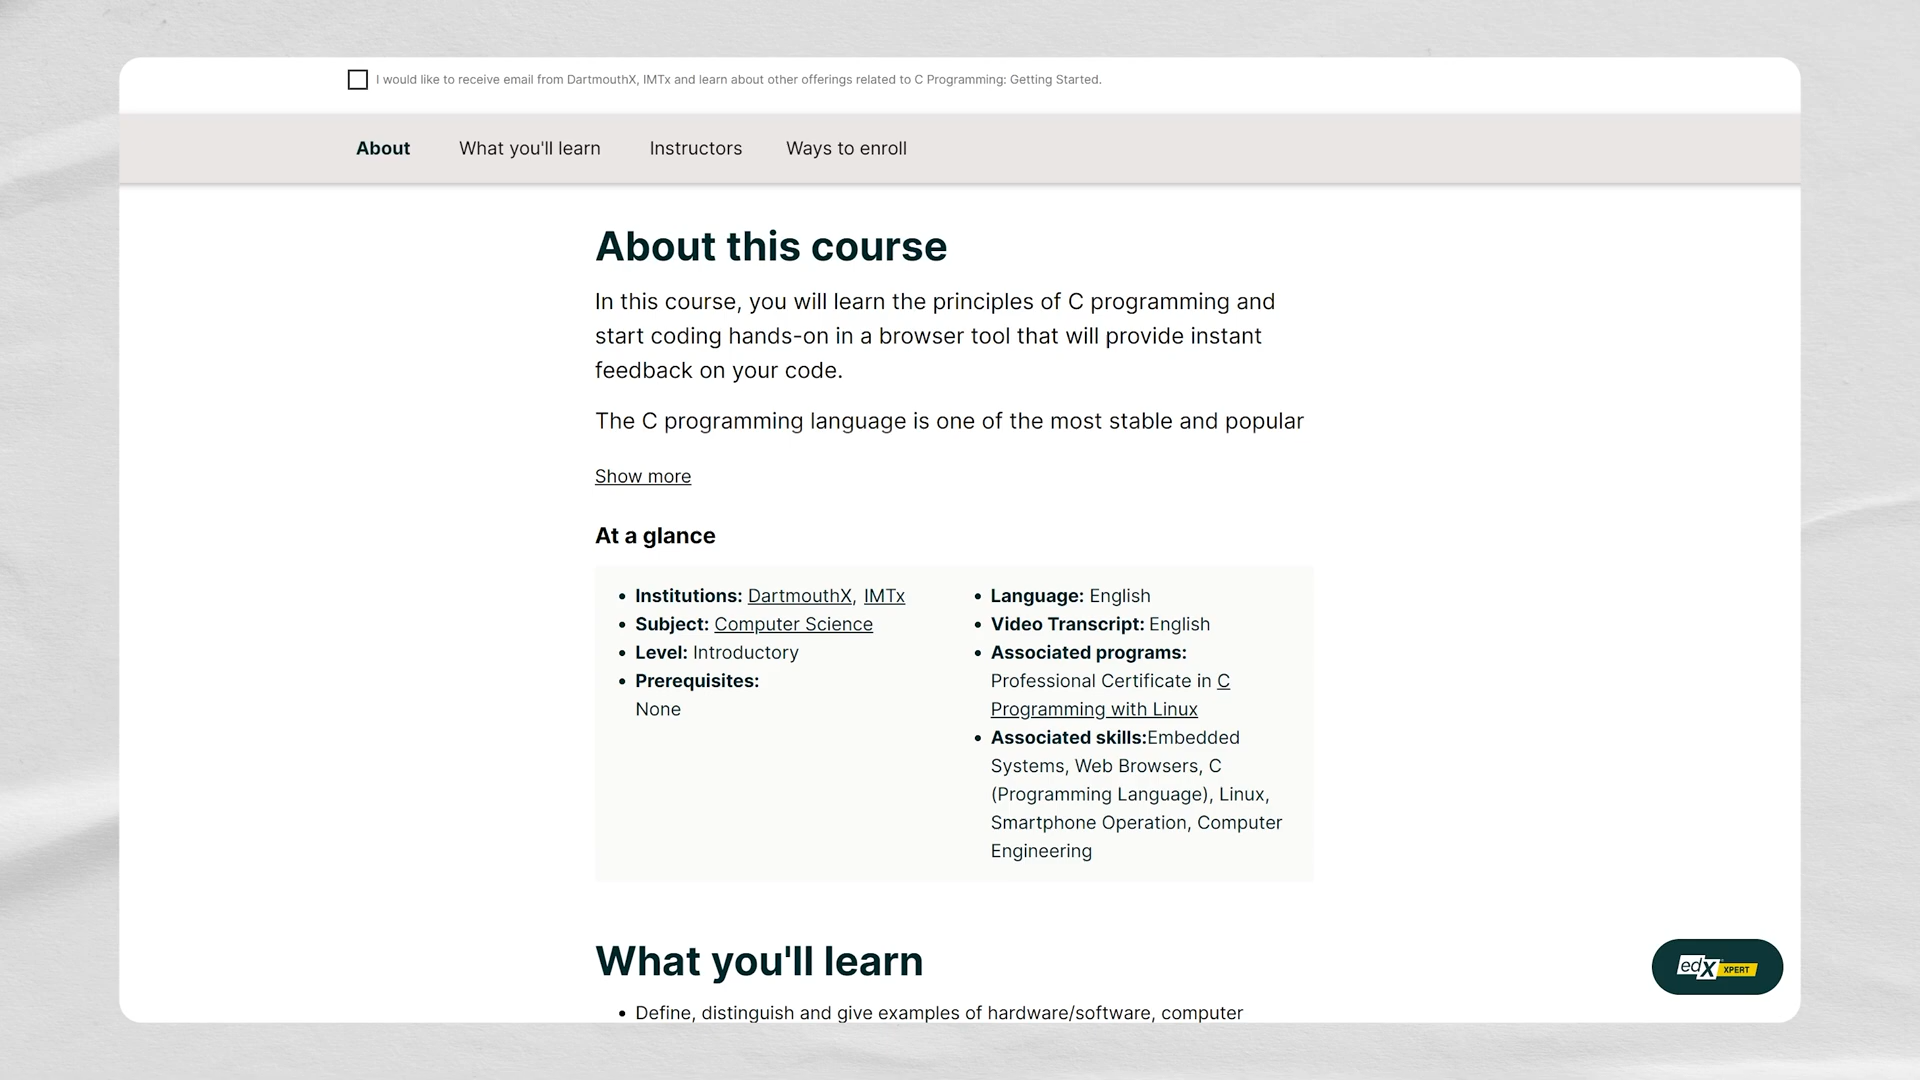 I would like to receive email from DartmouthX, IMTx and learn about other offerings related to C Programming: Getting Started.
About What you'll learn Instructors Ways to enroll
About this course
In this course, you will learn the principles of C programming and
start coding hands-on in a browser tool that will provide instant
feedback on your code.
The C programming language is one of the most stable and popular
Show more
At a glance
• Institutions: DartmouthX, IMTx
• Subject: Computer Science
• Level: Introductory
• Prerequisites:
None
• Language: English
• Video Transcript: English
• Associated programs:
Professional Certificate in C
Programming with Linux
• Associated skills:Embedded
Systems, Web Browsers, C
(Programming Language), Linux,
Smartphone Operation, Computer
Engineering
What you'll learn
• Define, distinguish and give examples of hardware/software, computer
edX XPERT